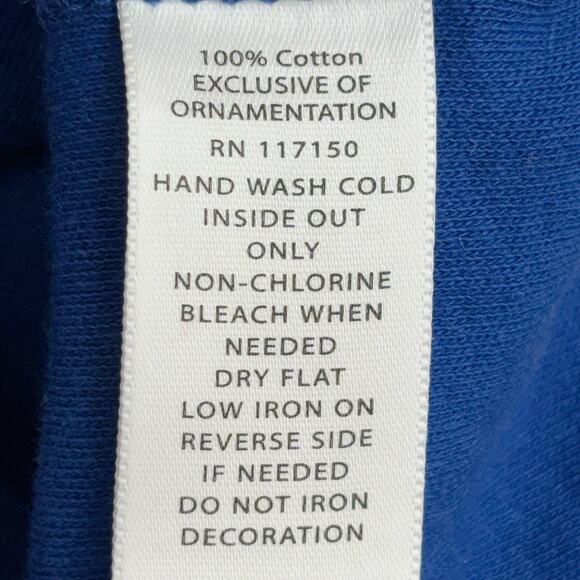 100% Cotton
EXCLUSIVE OF
ORNAMENTATION
RN 117150
HAND WASH COLD
INSIDE OUT
ONLY
NON-CHLORINE
BLEACH WHEN
NEEDED
DRY FLAT
LOW IRON ON
REVERSE SIDE
IF NEEDED
DO NOT IRON
DECORATION